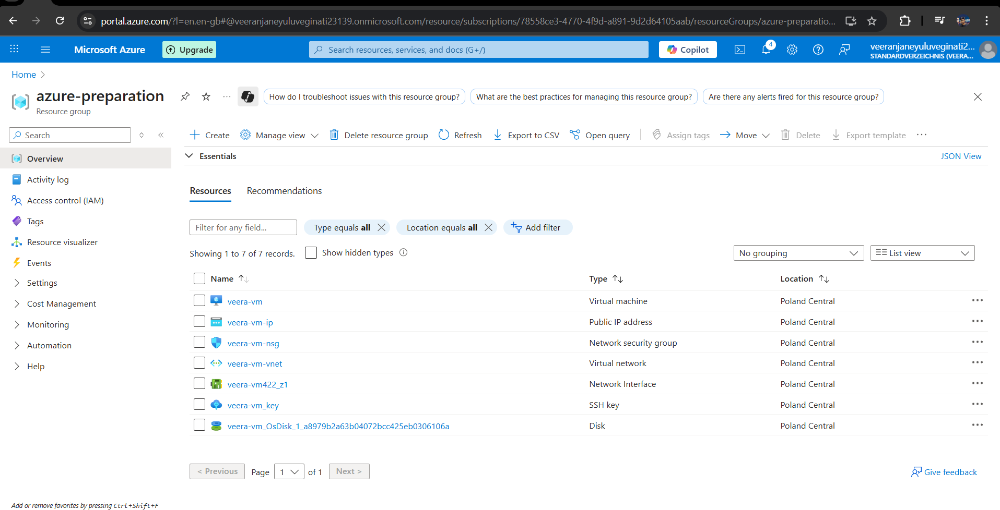 portal.azure.com/?l=en.en-gb#@veeranjaneyuluveginati23139.onmicrosoft.com/resource/subscriptions/78558ce3-4770-4f9d-a891-9d2d64105aab/resourceGroups/azure-preparatio...
Microsoft Azure
Upgrade
Search resources, services, and docs (G+/)
Copilot
4
veeranjaneyuluveginati2...
STANDARDVERZEICHNIS (VEERA...
Home
azure-preparation
Resource group
How do I troubleshoot issues with this resource group?
What are the best practices for managing this resource group?
Are there any alerts fired for this resource group?
Search
Create
Manage view
Delete resource group
Refresh
Export to CSV
Open query
Assign tags
Move
Delete
Export template
Overview
Activity log
Access control (IAM)
Tags
Resource visualizer
Events
Settings
Cost Management
Monitoring
Automation
Help
Essentials
JSON View
Resources
Recommendations
Filter for any field...
Type equals all
Location equals all
Add filter
Showing 1 to 7 of 7 records.
Show hidden types
No grouping
List view
Name Type Location
veera-vm Virtual machine Poland Central
veera-vm-ip Public IP address Poland Central
veera-vm-nsg Network security group Poland Central
veera-vm-vnet Virtual network Poland Central
veera-vm422_z1 Network Interface Poland Central
veera-vm_key SSH key Poland Central
veera-vm_OsDisk_1_a8979b2a63b04072bcc425eb0306106a Disk Poland Central
< Previous Page 1 of 1 Next >
Give feedback
Add or remove favorites by pressing Ctrl+Shift+F